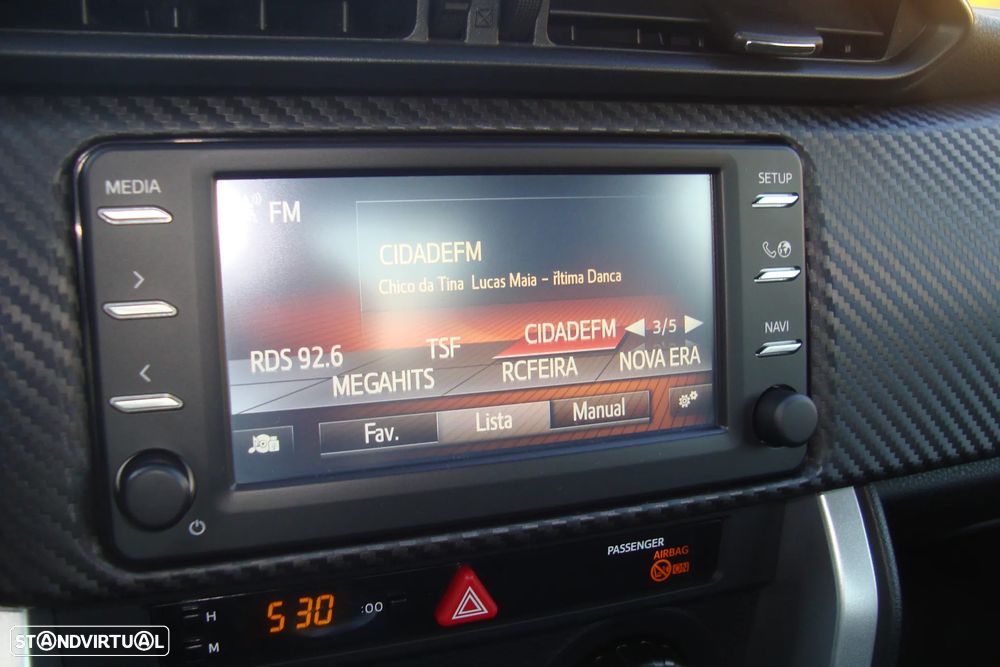 MEDIA
SETUP
FM
CIDADEFM
Chico da Tina Lucas Maia – řltima Danca
NAVI
RDS 92.6
TSF
CIDADEFM
3/5
MEGAHITS
RCFEIRA
NOVA ERA
Fav.
Lista
Manual
PASSENGER
AIRBAG
ON
H
5 30
:00
M
STANDVIRTUAL